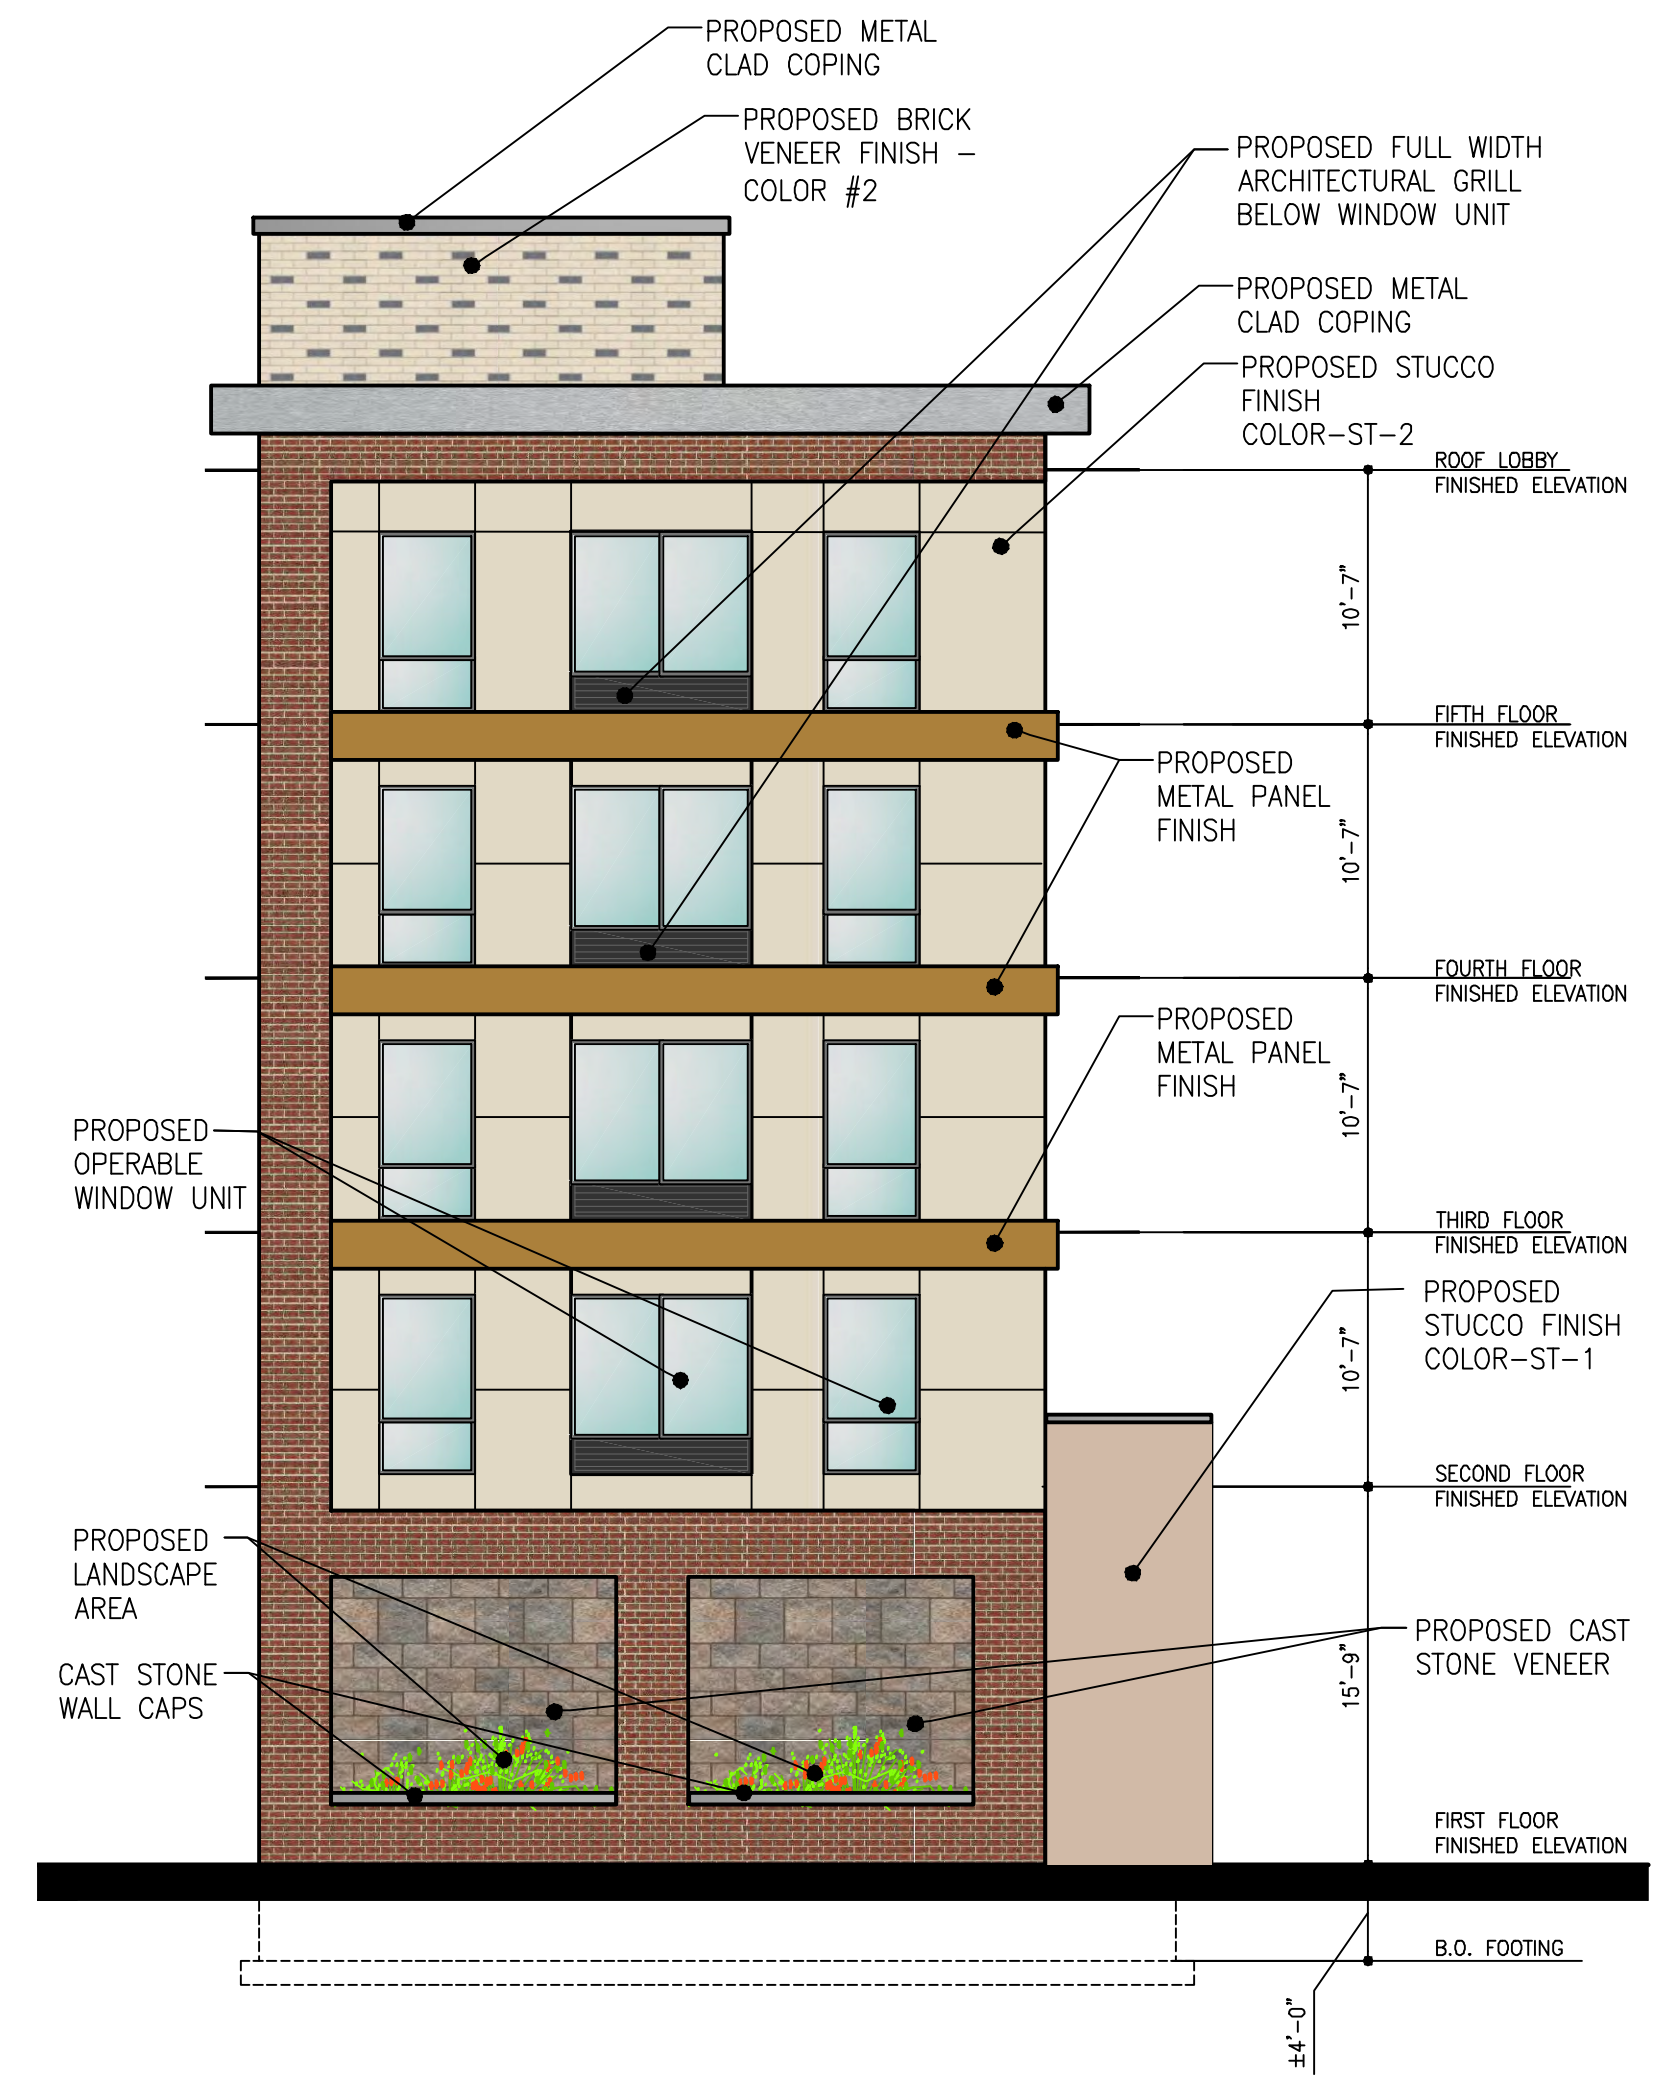 PROPOSED METAL
CLAD COPING
PROPOSED BRICK
VENEER FINISH -
COLOR #2
PROPOSED FULL WIDTH
ARCHITECTURAL GRILL
BELOW WINDOW UNIT
PROPOSED METAL
CLAD COPING
PROPOSED STUCCO
FINISH
COLOR-ST-2
ROOF LOBBY
FINISHED ELEVATION
10'-7"
FIFTH FLOOR
FINISHED ELEVATION
PROPOSED
METAL PANEL
FINISH
10'-7"
FOURTH FLOOR
FINISHED ELEVATION
PROPOSED
METAL PANEL
FINISH
10'-7"
PROPOSED
OPERABLE
WINDOW UNIT
THIRD FLOOR
FINISHED ELEVATION
PROPOSED
STUCCO FINISH
COLOR-ST-1
10'-7"
SECOND FLOOR
FINISHED ELEVATION
PROPOSED
LANDSCAPE
AREA
PROPOSED CAST
STONE VENEER
CAST STONE
WALL CAPS
15'-9"
FIRST FLOOR
FINISHED ELEVATION
B.O. FOOTING
±4'-0"